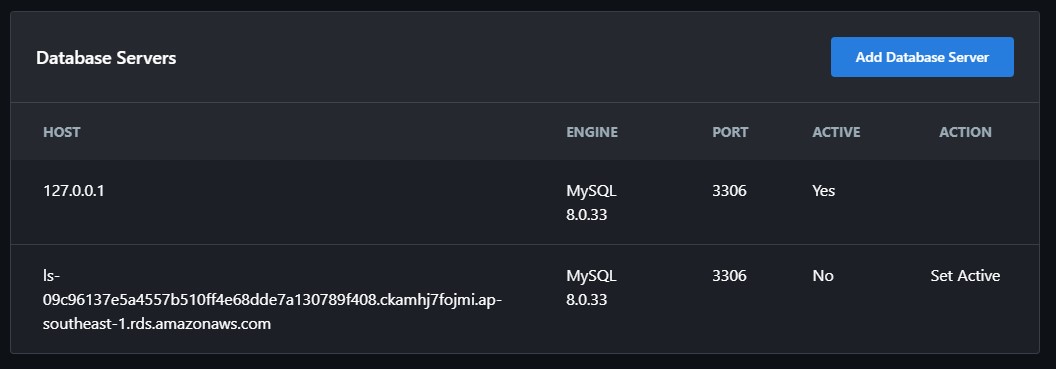 Database Servers
Add Database Server
HOST ENGINE PORT ACTIVE ACTION
127.0.0.1 MySQL 3306 Yes
8.0.33
ls- MySQL 3306 No Set Active
09c96137e5a4557b510ff4e68dde7a130789f408.ckamhj7fojmi.ap- 8.0.33
southeast-1.rds.amazonaws.com